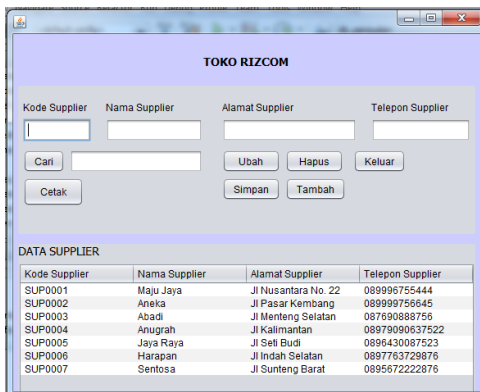 TOKO RIZCOM
Kode Supplier Nama Supplier Alamat Supplier Telepon Supplier
Cari Ubah Hapus Keluar
Cetak Simpan Tambah
DATA SUPPLIER
Kode Supplier Nama Supplier Alamat Supplier Telepon Supplier
SUP0001 Maju Jaya Jl Nusantara No. 22 089996755444
SUP0002 Aneka Jl Pasar Kembang 089999756645
SUP0003 Abadi Jl Menteng Selatan 087690888756
SUP0004 Anugrah Jl Kalimantan 08979090637522
SUP0005 Jaya Raya Jl Seti Budi 0896430087523
SUP0006 Harapan Jl Indah Selatan 0897763729876
SUP0007 Sentosa Jl Sunteng Barat 0895672222876